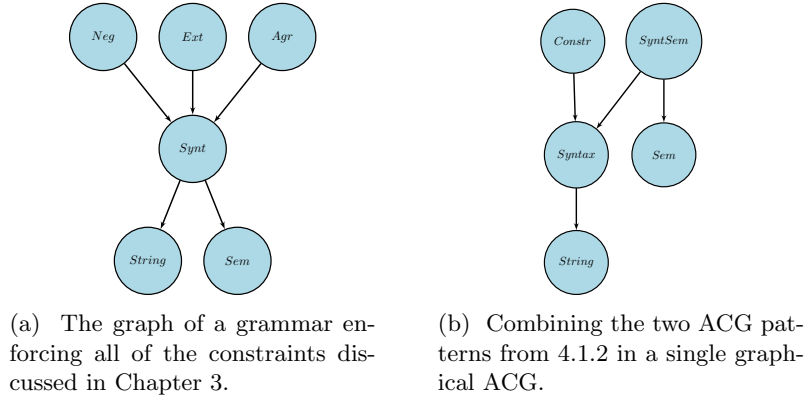 Neg
Ext
Agr
Synt
String
Sem
(a) The graph of a grammar en-
forcing all of the constraints dis-
cussed in Chapter 3.
Constr
SyntSem
Syntax
Sem
String
(b) Combining the two ACG pat-
terns from 4.1.2 in a single graph-
ical ACG.